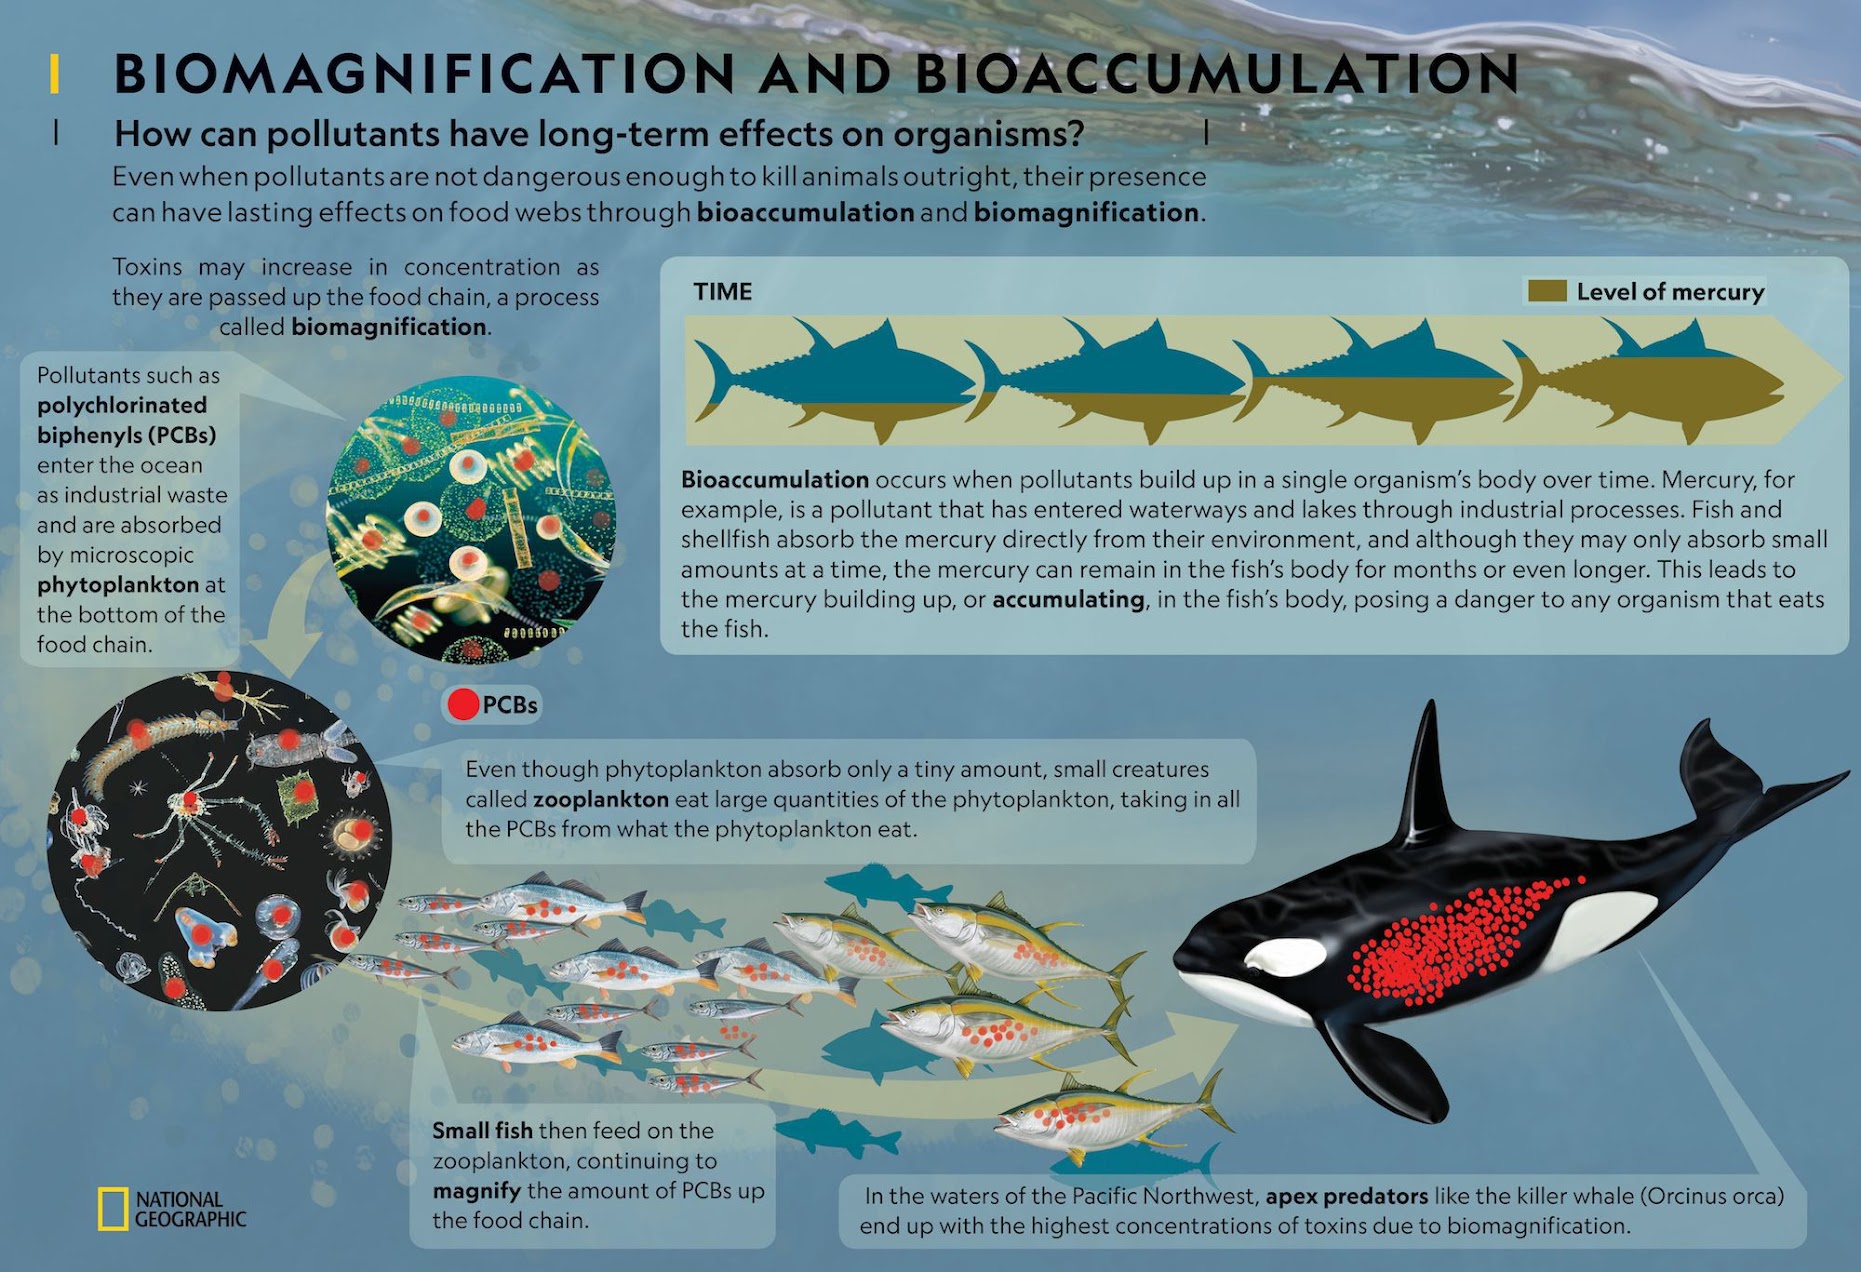 BIOMAGNIFICATION AND BIOACCUMULATION
How can pollutants have long-term effects on organisms?
Even when pollutants are not dangerous enough to kill animals outright, their presence
can have lasting effects on food webs through bioaccumulation and biomagnification.
Toxins may increase in concentration as
they are passed up the food chain, a process
called biomagnification.
Pollutants such as
polychlorinated
biphenyls (PCBs)
enter the ocean
as industrial waste
and are absorbed
by microscopic
phytoplankton at
the bottom of the
food chain.
TIME
Level of mercury
Bioaccumulation occurs when pollutants build up in a single organism's body over time. Mercury, for
example, is a pollutant that has entered waterways and lakes through industrial processes. Fish and
shellfish absorb the mercury directly from their environment, and although they may only absorb small
amounts at a time, the mercury can remain in the fish's body for months or even longer. This leads to
the mercury building up, or accumulating, in the fish's body, posing a danger to any organism that eats
the fish.
PCBs
Even though phytoplankton absorb only a tiny amount, small creatures
called zooplankton eat large quantities of the phytoplankton, taking in all
the PCBs from what the phytoplankton eat.
Small fish then feed on the
zooplankton, continuing to
magnify the amount of PCBs up
the food chain.
In the waters of the Pacific Northwest, apex predators like the killer whale (Orcinus orca)
end up with the highest concentrations of toxins due to biomagnification.
NATIONAL
GEOGRAPHIC